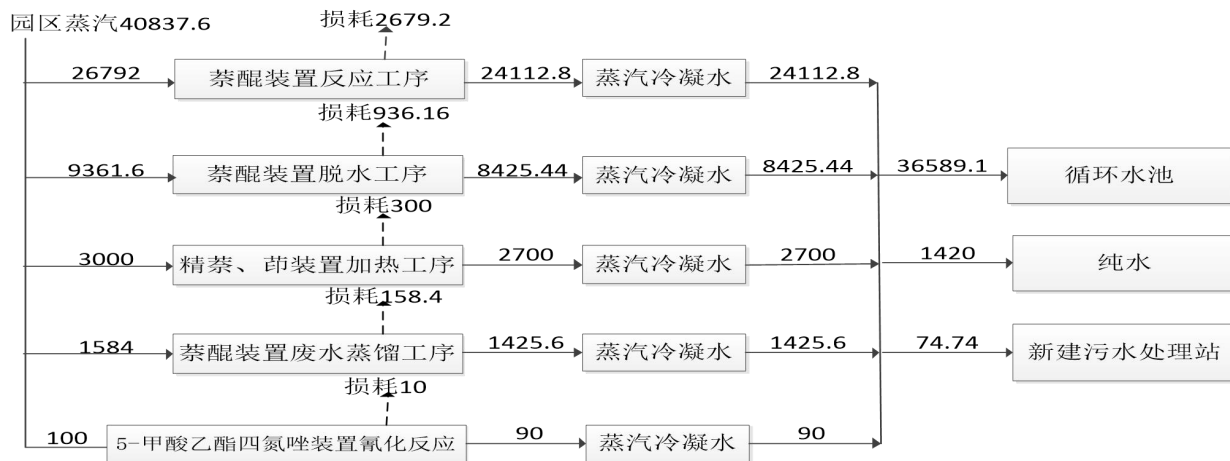 园区蒸汽40837.6
损耗2679.2
26792
萘醌装置反应工序
24112.8
蒸汽冷凝水
24112.8
损耗936.16
9361.6
萘醌装置脱水工序
8425.44
蒸汽冷凝水
8425.44
36589.1
循环水池
损耗300
3000
精萘、茚装置加热工序
2700
蒸汽冷凝水
2700
1420
纯水
损耗158.4
1584
萘醌装置废水蒸馏工序
1425.6
蒸汽冷凝水
1425.6
74.74
新建污水处理站
损耗10
100
5-甲酸乙酯四氮唑装置氰化反应
90
蒸汽冷凝水
90